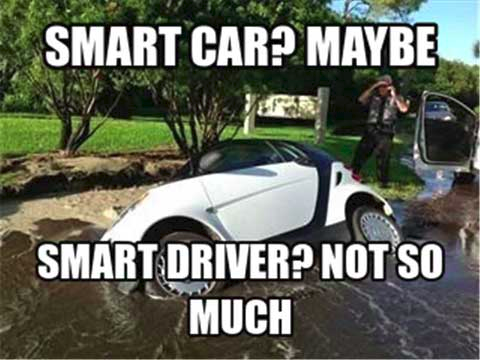 SMART CAR? MAYBE
SMART DRIVER? NOT SO
MUCH